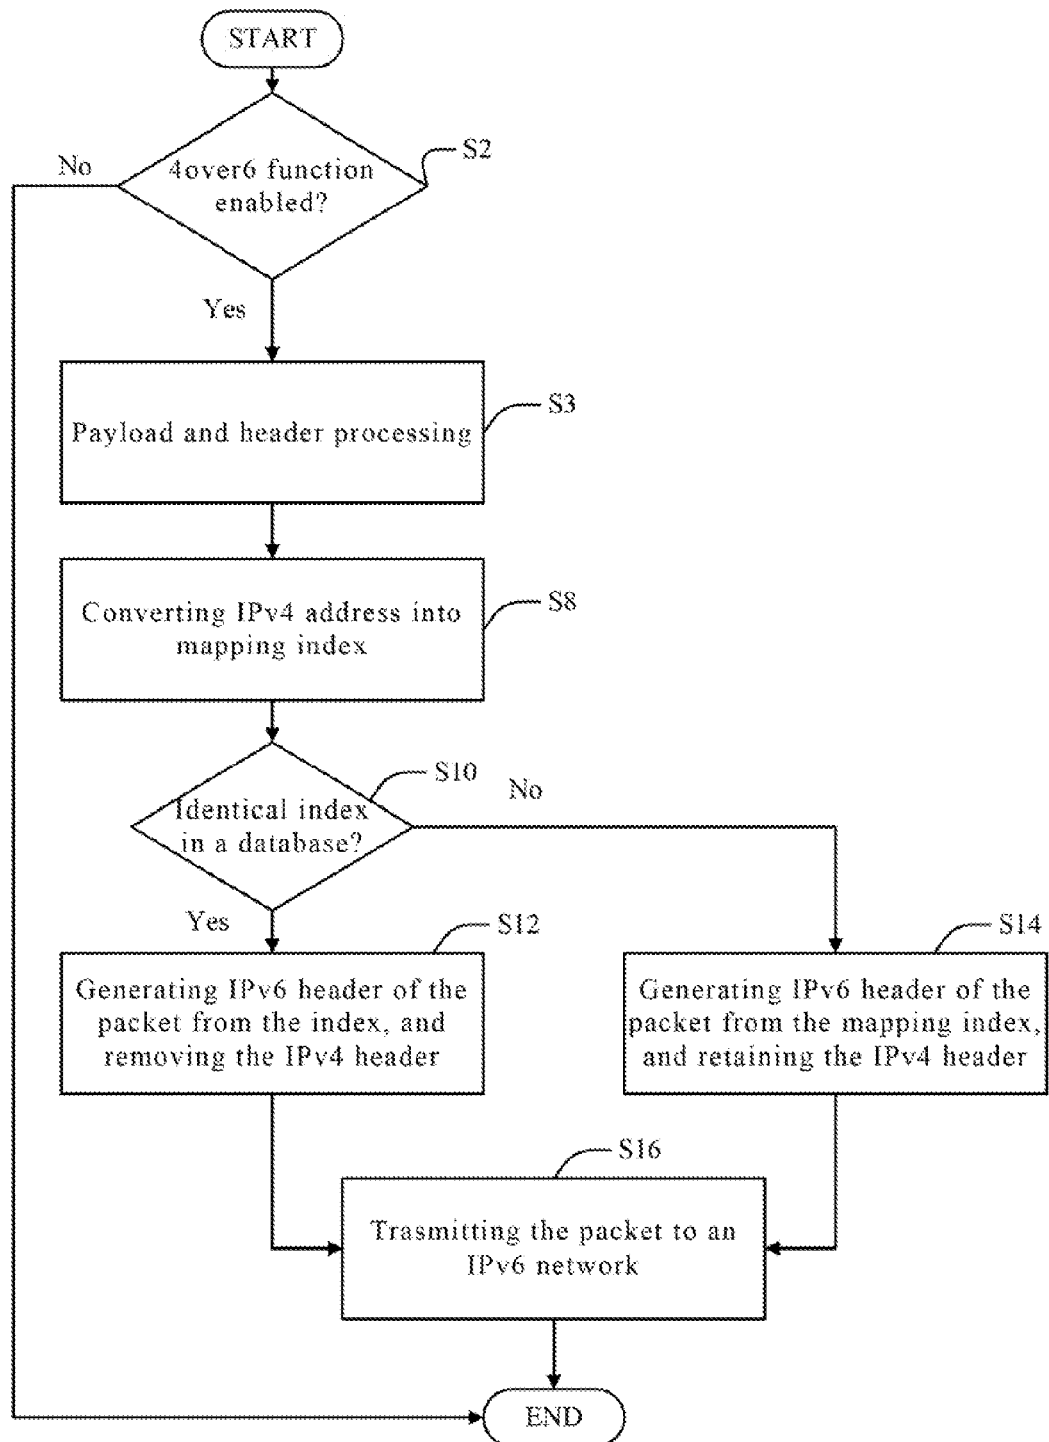 START
S2
No
4over6 function
enabled?
Yes
S3
Payload and header processing
S8
Converting IPv4 address into
mapping index
S10
No
Identical index
in a database?
Yes
S12
S14
Generating IPv6 header of the
packet from the index, and
removing the IPv4 header
Generating IPv6 header of the
packet from the mapping index,
and retaining the IPv4 header
S16
Trasmitting the packet to an
IPv6 network
END